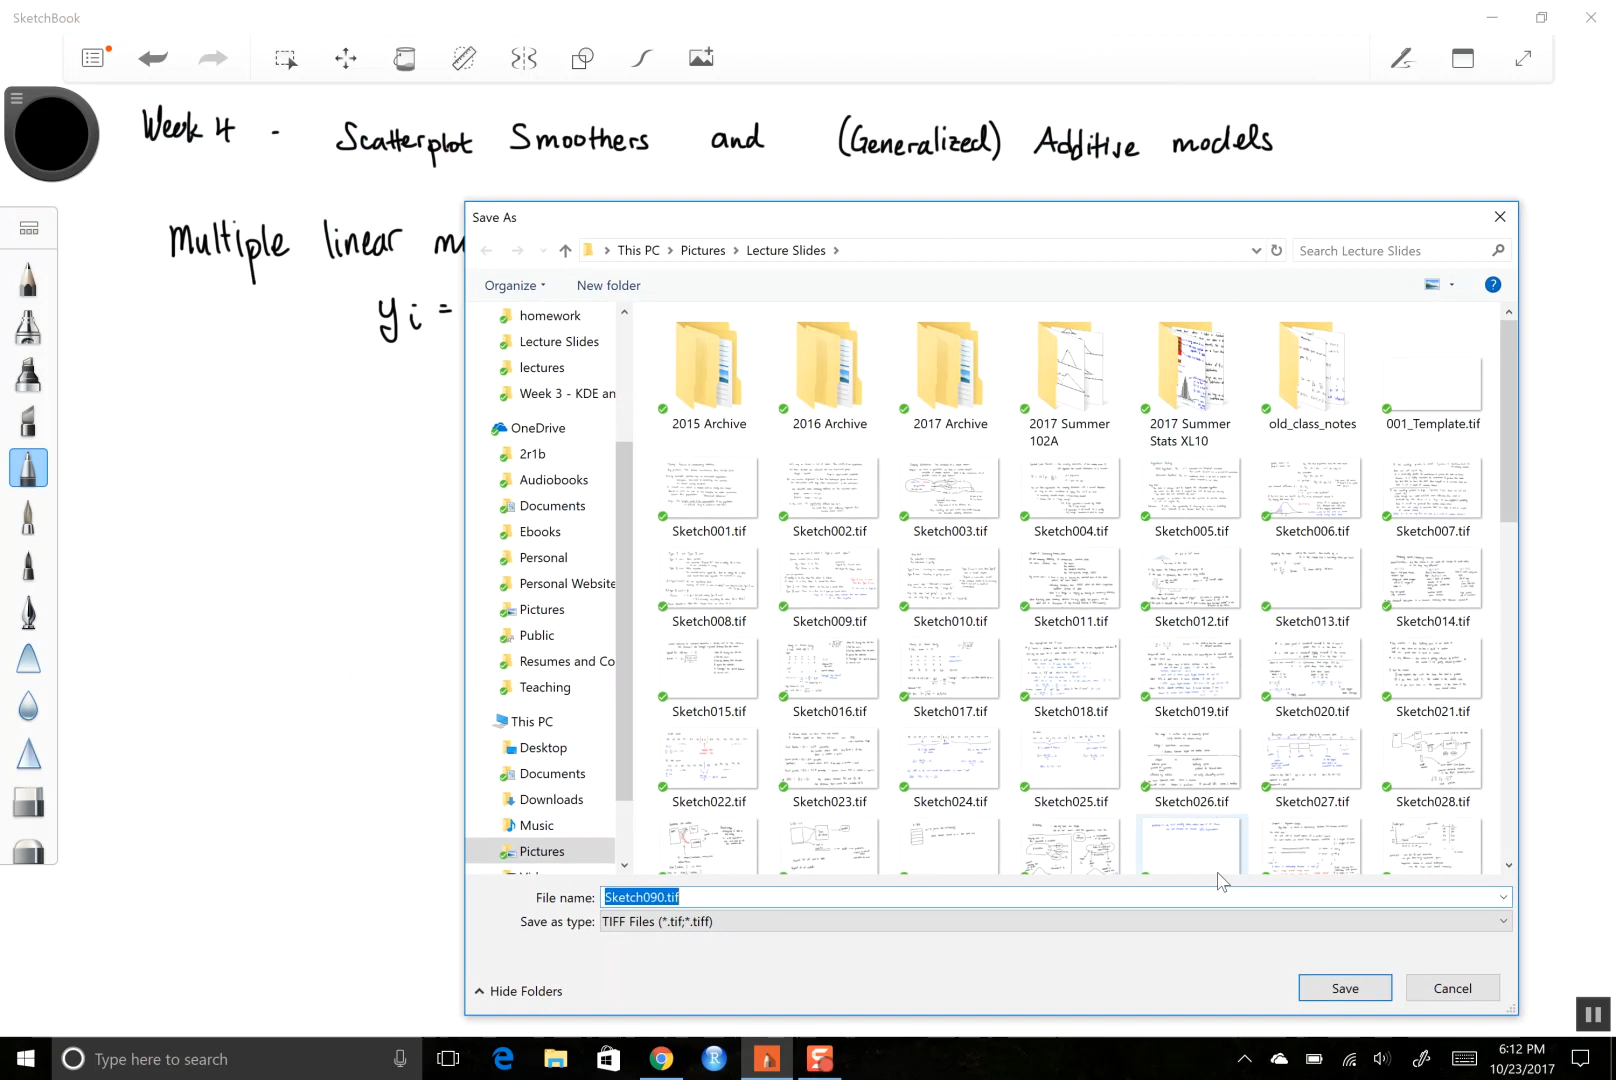 SketchBook
Week 4 - Scatterplot Smoothers and (Generalized) Additive models
Multiple linear m
yi =
Save As
This PC > Pictures > Lecture Slides >
Search Lecture Slides
Organize
New folder
homework
Lecture Slides
lectures
Week 3 - KDE an
OneDrive
2r1b
Audiobooks
Documents
Ebooks
Personal
Personal Website
Pictures
Public
Resumes and Co
Teaching
This PC
Desktop
Documents
Downloads
Music
Pictures
2015 Archive
2016 Archive
2017 Archive
2017 Summer 102A
2017 Summer Stats XL10
old_class_notes
001_Template.tif
Sketch001.tif
Sketch002.tif
Sketch003.tif
Sketch004.tif
Sketch005.tif
Sketch006.tif
Sketch007.tif
Sketch008.tif
Sketch009.tif
Sketch010.tif
Sketch011.tif
Sketch012.tif
Sketch013.tif
Sketch014.tif
Sketch015.tif
Sketch016.tif
Sketch017.tif
Sketch018.tif
Sketch019.tif
Sketch020.tif
Sketch021.tif
Sketch022.tif
Sketch023.tif
Sketch024.tif
Sketch025.tif
Sketch026.tif
Sketch027.tif
Sketch028.tif
File name: Sketch090.tif
Save as type: TIFF Files (*.tif;*.tiff)
Hide Folders
Save
Cancel
Type here to search
6:12 PM
10/23/2017